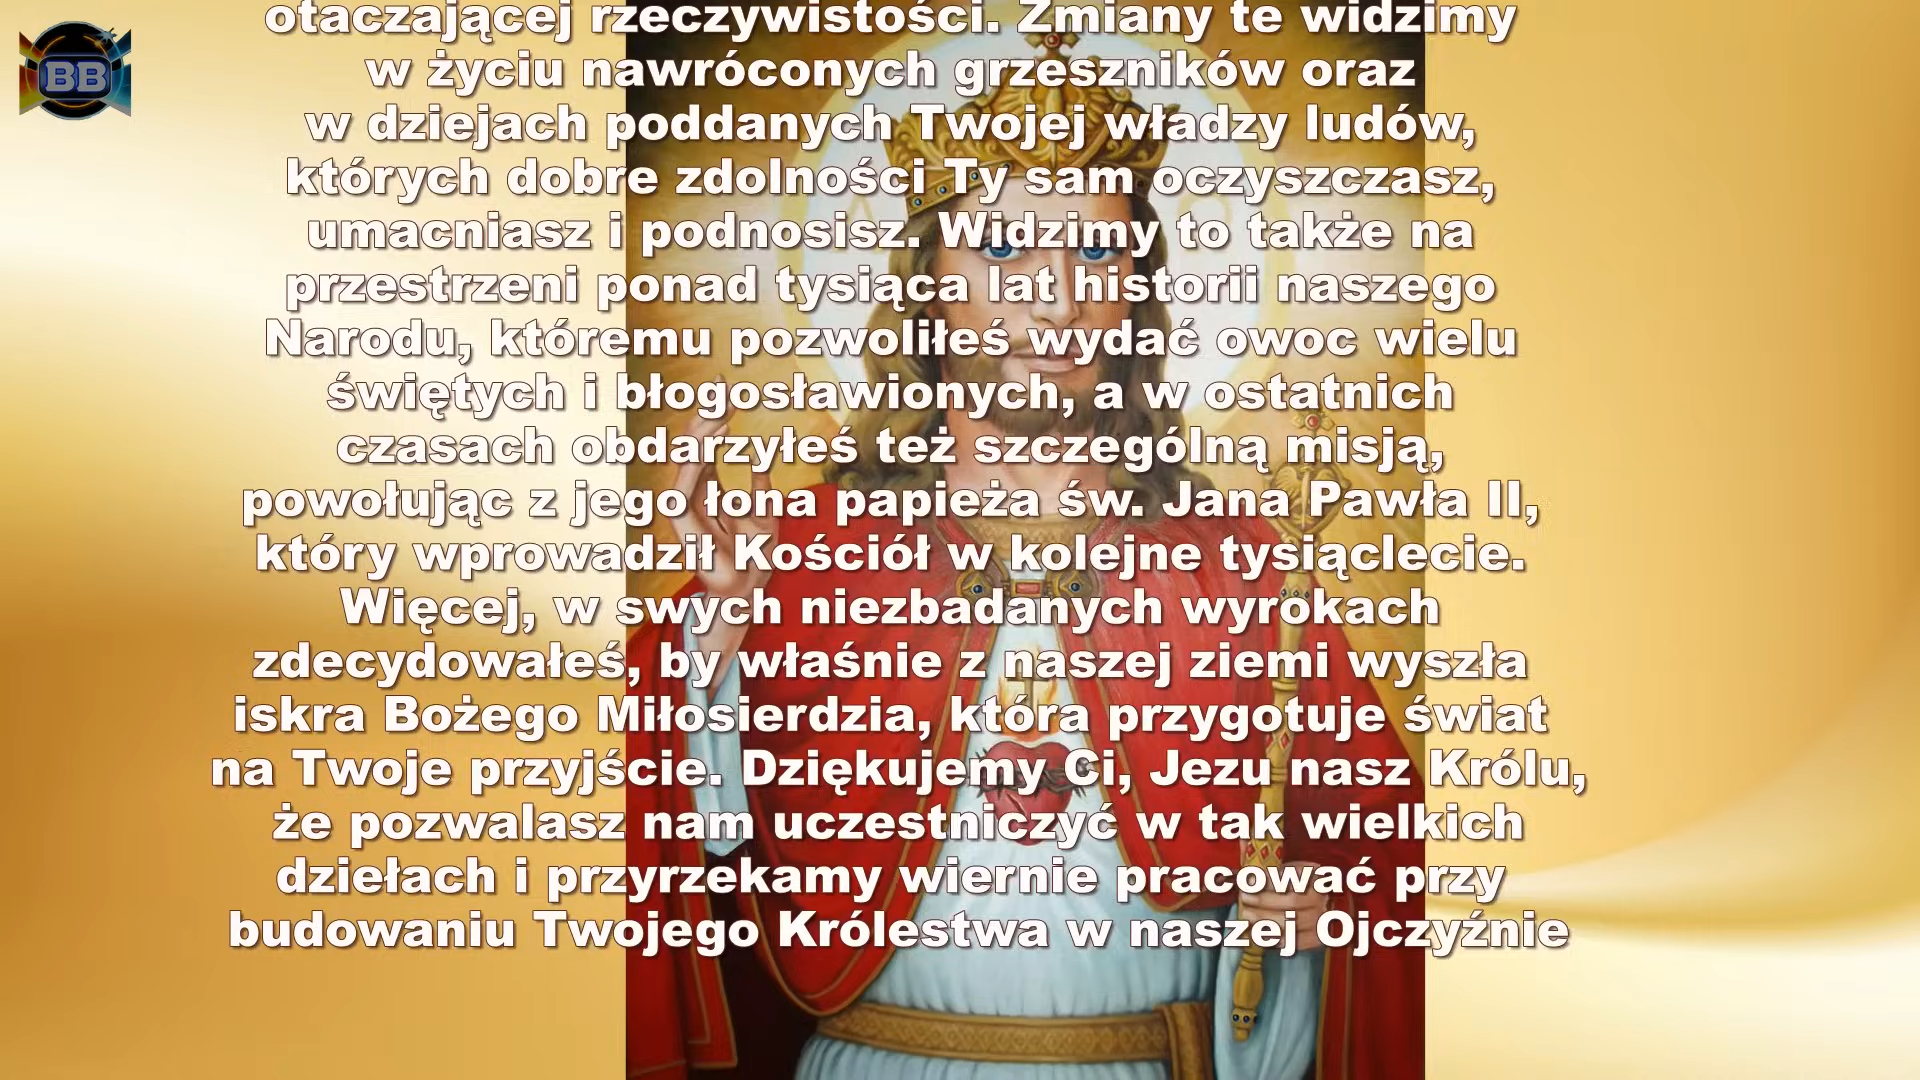 BB
otaczającej rzeczywistości. Zmiany te widzimy
w życiu nawróconych grzeszników oraz
w dziejach poddanych Twojej władzy ludów,
których dobre zdolności Ty sam oczyszczasz,
umacniasz i podnosisz. Widzimy to także na
przestrzeni ponad tysiąca lat historii naszego
Narodu, któremu pozwoliłeś wydać owoc wielu
świętych i błogosławionych, a w ostatnich
czasach obdarzyłeś też szczególną misją,
powołując z jego łona papieża św. Jana Pawła II,
który wprowadził Kościół w kolejne tysiąclecie.
Więcej, w swych niezbadanych wyrokach
zdecydowałeś, by właśnie z naszej ziemi wyszła
iskra Bożego Miłosierdzia, która przygotuje świat
na Twoje przyjście. Dziękujemy Ci, Jezu nasz Królu,
że pozwalasz nam uczestniczyć w tak wielkich
dziełach i przyrzekamy wiernie pracować przy
budowaniu Twojego Królestwa w naszej Ojczyźnie